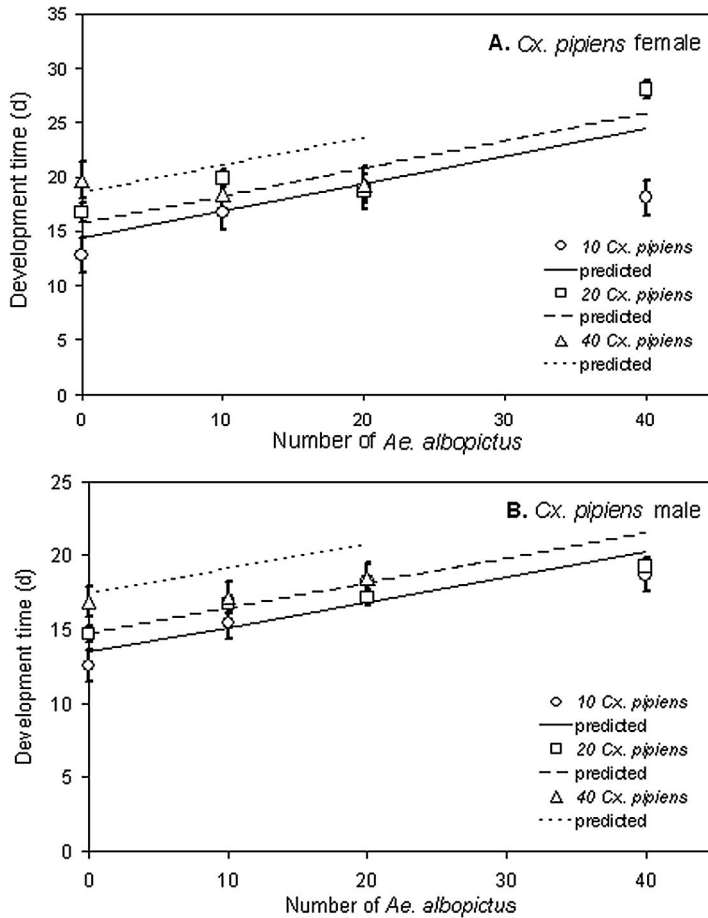 35
30
25
20
15
10
5
0
Development time (d)
A. Cx. pipiens female
10 Cx. pipiens
predicted
20 Cx. pipiens
predicted
40 Cx. pipiens
predicted
0
10
20
30
40
Number of Ae. albopictus
25
20
15
10
5
0
Development time (d)
B. Cx. pipiens male
10 Cx. pipiens
predicted
20 Cx. pipiens
predicted
40 Cx. pipiens
predicted
0
10
20
30
40
Number of Ae. albopictus